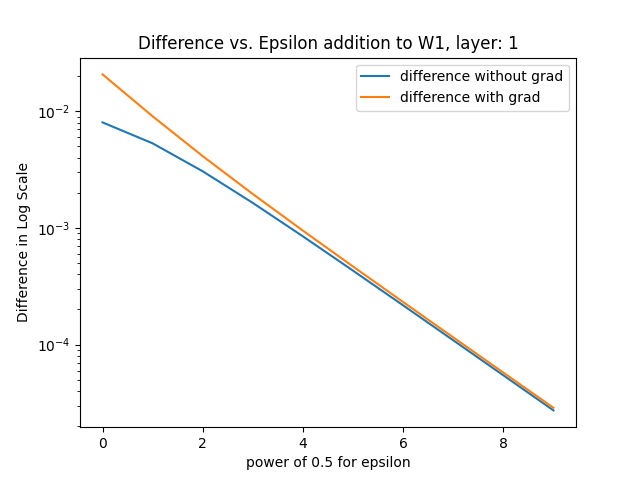 Difference vs. Epsilon addition to W1, layer: 1
difference without grad
difference with grad
10⁻²
10⁻³
10⁻⁴
Difference in Log Scale
0 2 4 6 8
power of 0.5 for epsilon